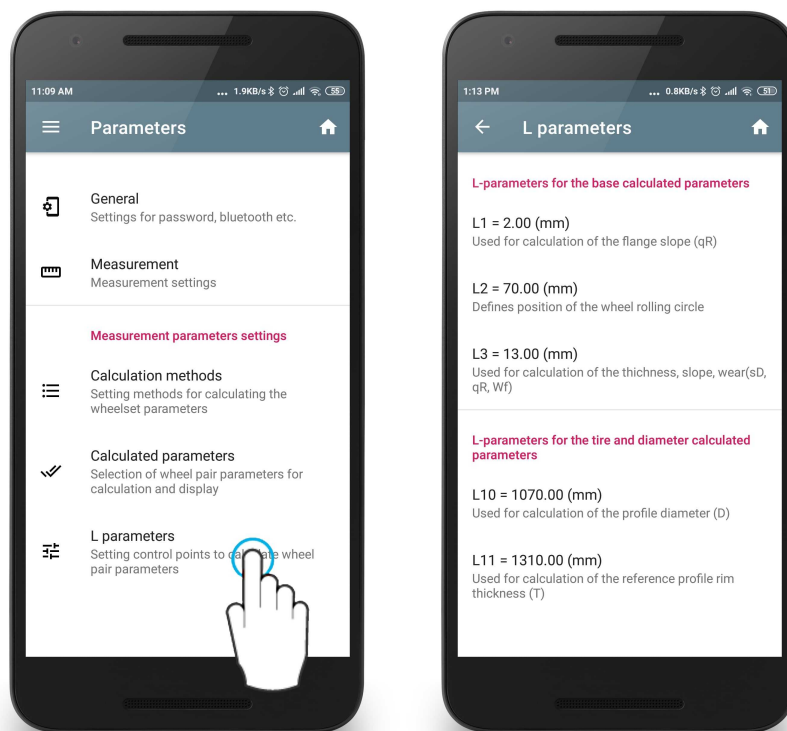 11:09 AM
... 1.9KB/s 55
Parameters
General
Settings for password, bluetooth etc.
Measurement
Measurement settings
Measurement parameters settings
Calculation methods
Setting methods for calculating the
wheelset parameters
Calculated parameters
Selection of wheel pair parameters for
calculation and display
L parameters
Setting control points to wheel
pair parameters
1:13 PM
... 0.8KB/s 51
L parameters
L-parameters for the base calculated parameters
L1 = 2.00 (mm)
Used for calculation of the flange slope (qR)
L2 = 70.00 (mm)
Defines position of the wheel rolling circle
L3 = 13.00 (mm)
Used for calculation of the thichness, slope, wear(sD,
qR, Wf)
L-parameters for the tire and diameter calculated
parameters
L10 = 1070.00 (mm)
Used for calculation of the profile diameter (D)
L11 = 1310.00 (mm)
Used for calculation of the reference profile rim
thickness (T)